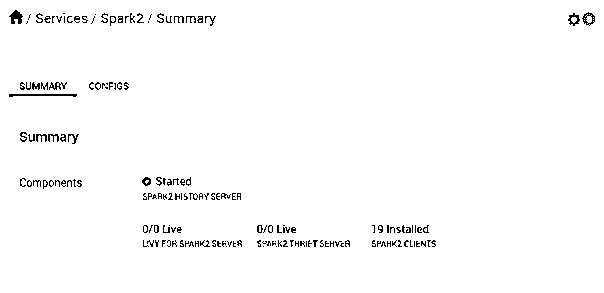 / Services / Spark2 / Summary
SUMMARY CONFIGS
Summary
Components
Started
SPARK2 HISTORY SERVER
0/0 Live 0/0 Live 19 Installed
LIVY FOR SPARK2 SERVER SPARK2 THRIFT SERVER SPARK2 CLIENTS